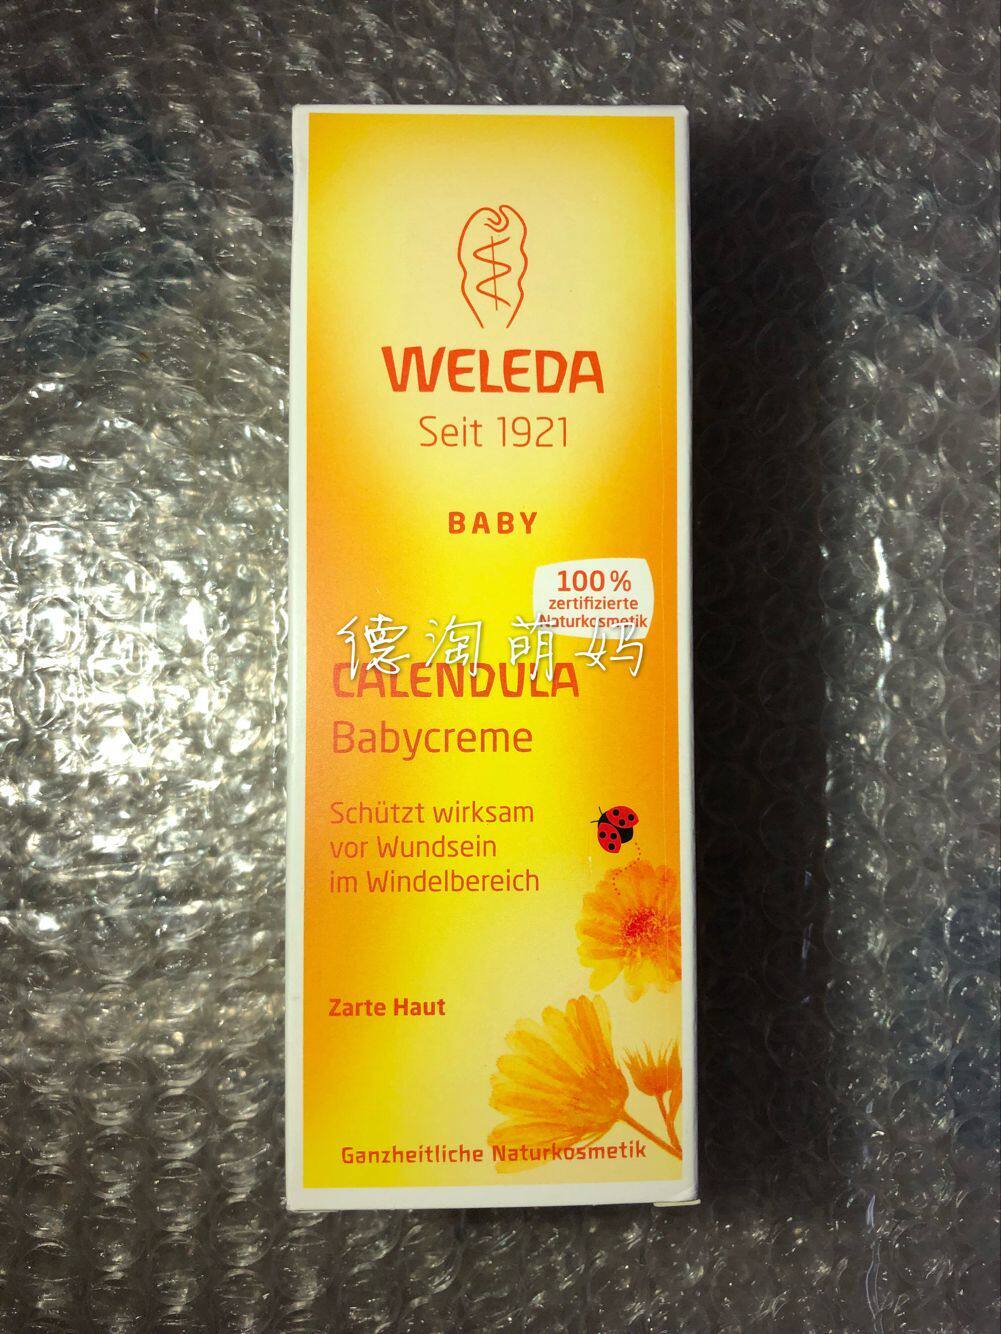 WELEDA
Seit 1921
BABY
100%
zertifizierte
Naturkosmetik
德淘萌妈
CALENDULA
Babycreme
Schützt wirksam
vor Wundsein
im Windelbereich
Zarte Haut
Ganzheitliche Naturkosmetik